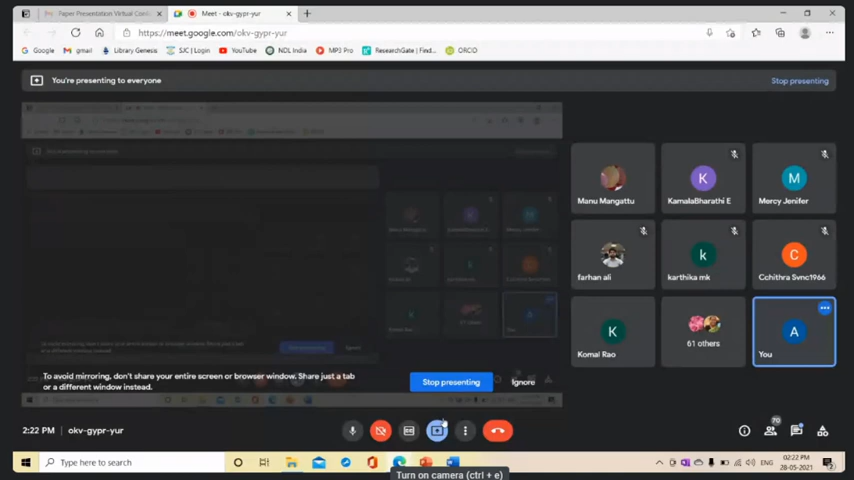 Paper Presentation Virtual Conf
Meet - okv-gypr-yur
https://meet.google.com/okv-gypr-yur
Google
gmail
Library Genesis
SJC | Login
YouTube
NDL India
MP3 Pro
ResearchGate | Find...
ORCID
You're presenting to everyone
Stop presenting
Manu Mangattu
K
KamalaBharathi E
M
Mercy Jenifer
farhan ali
k
karthika mk
C
Cchithra Svnc1966
K
Komal Rao
61 others
A
You
To avoid mirroring, don't share your entire screen or browser window. Share just a tab
or a different window instead.
Stop presenting
Ignore
2:22 PM | okv-gypr-yur
70
Type here to search
Turn on camera (ctrl + e)
ENG
02:22 PM
28-05-2021